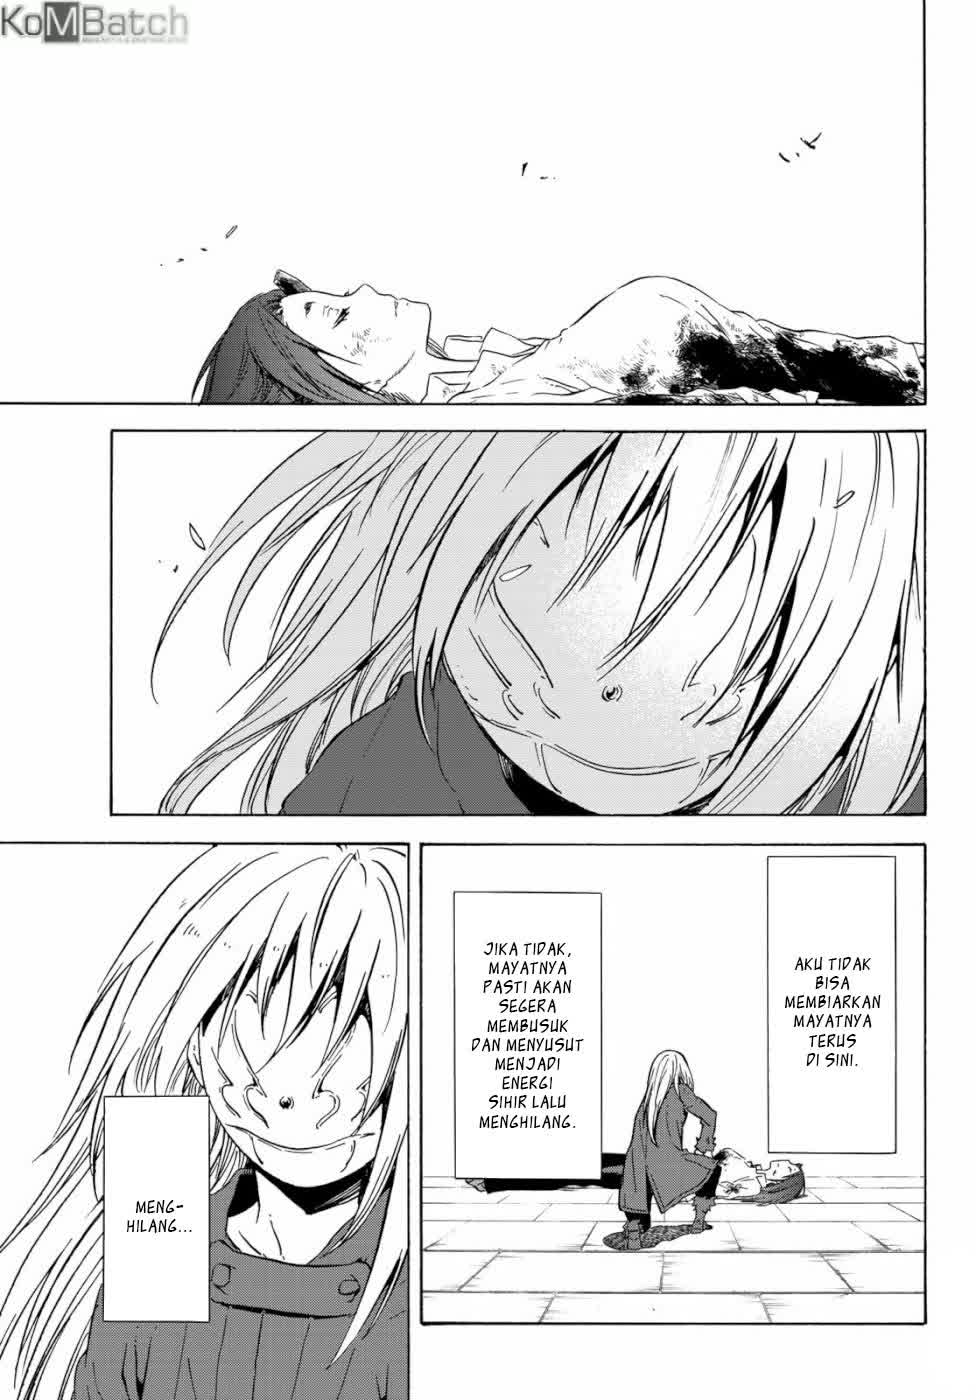 KoMBatch
AKU TIDAK
BISA
MEMBIARKAN
MAYATNYA
TERUS
DI SINI.
JIKA TIDAK,
MAYATNYA
PASTI AKAN
SEGERA
MEMBUSUK
DAN MENYUSUT
MENJADI
ENERGI
SIHIR LALU
MENGHILANG.
MENG-
HILANG...